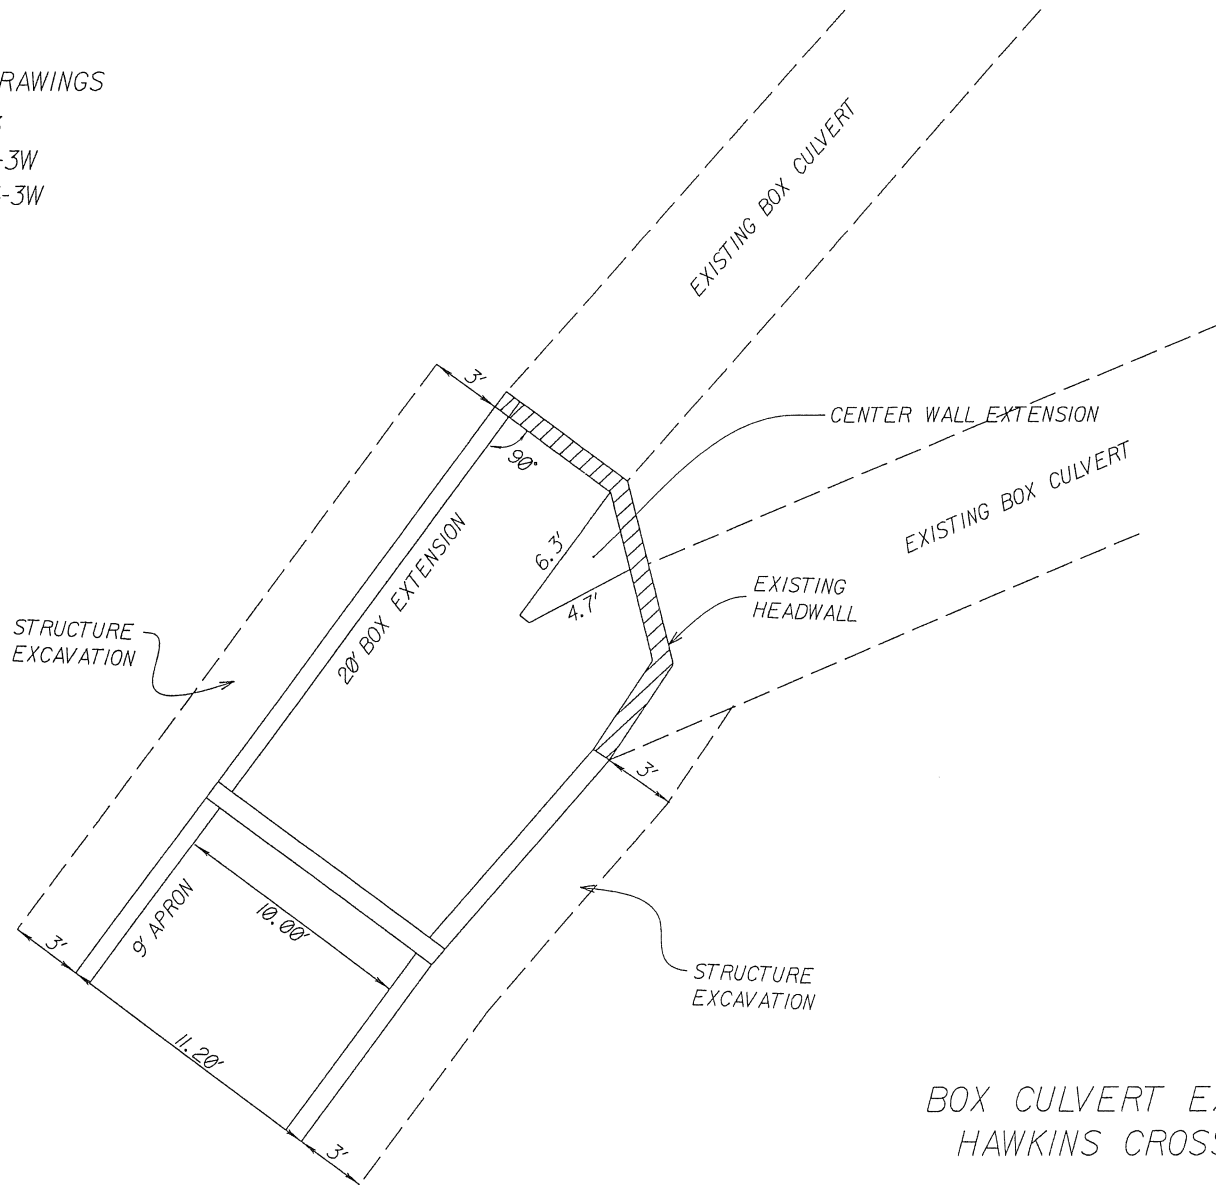 RAWINGS
-3W
-3W
EXISTING BOX CULVERT
3'
CENTER WALL EXTENSION
90°
EXISTING BOX CULVERT
6.3'
4.7'
20' BOX EXTENSION
EXISTING
HEADWALL
STRUCTURE
EXCAVATION
3'
9' APRON
10.00'
3'
STRUCTURE
EXCAVATION
11.20'
3'
BOX CULVERT E
HAWKINS CROSS